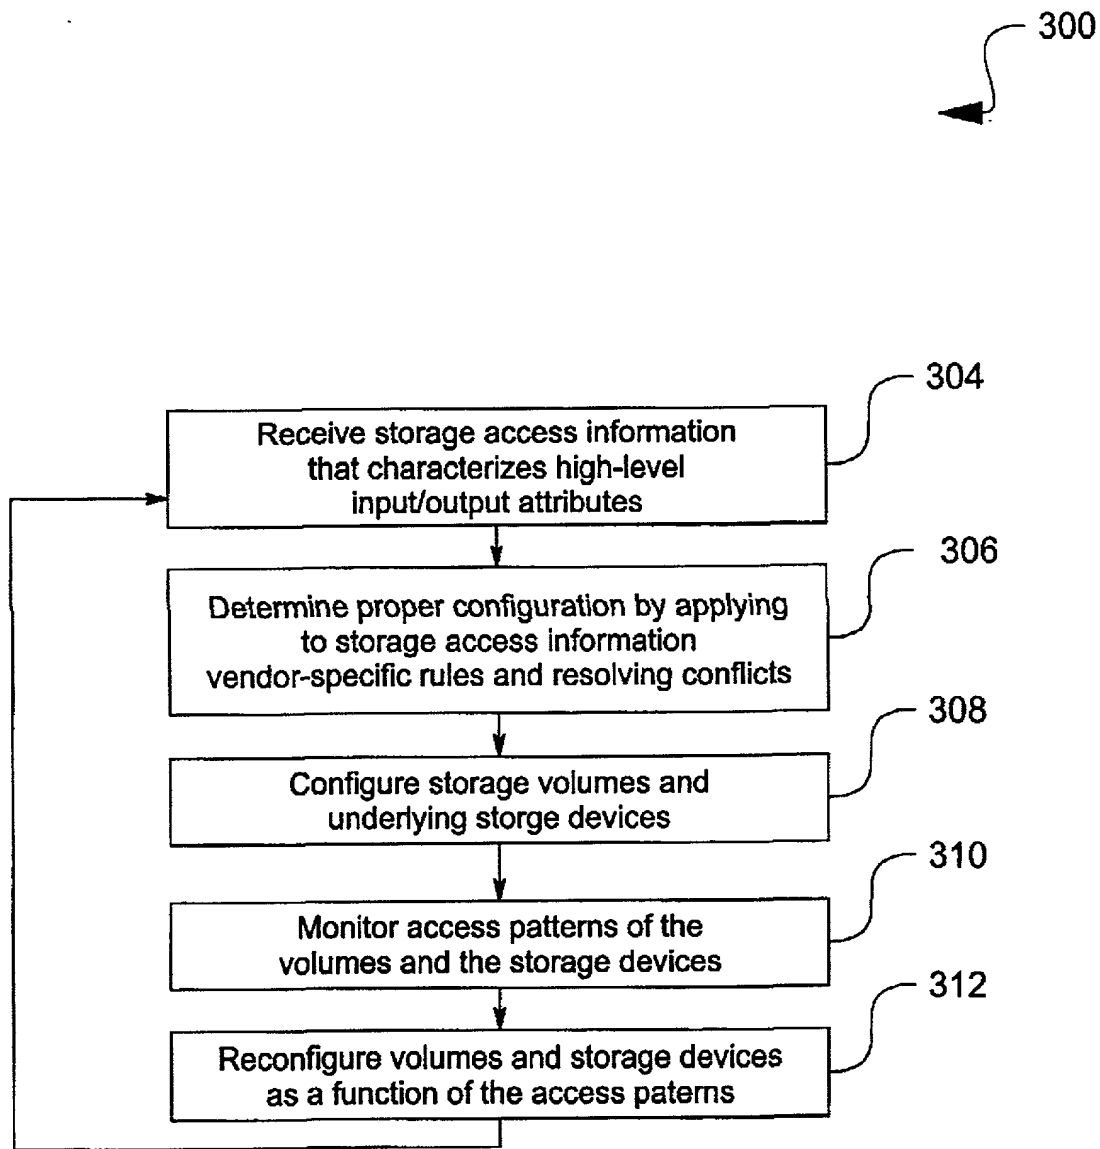 300
304
Receive storage access information
that characterizes high-level
input/output attributes
306
Determine proper configuration by applying
to storage access information
vendor-specific rules and resolving conflicts
308
Configure storage volumes and
underlying storge devices
310
Monitor access patterns of the
volumes and the storage devices
312
Reconfigure volumes and storage devices
as a function of the access paterns